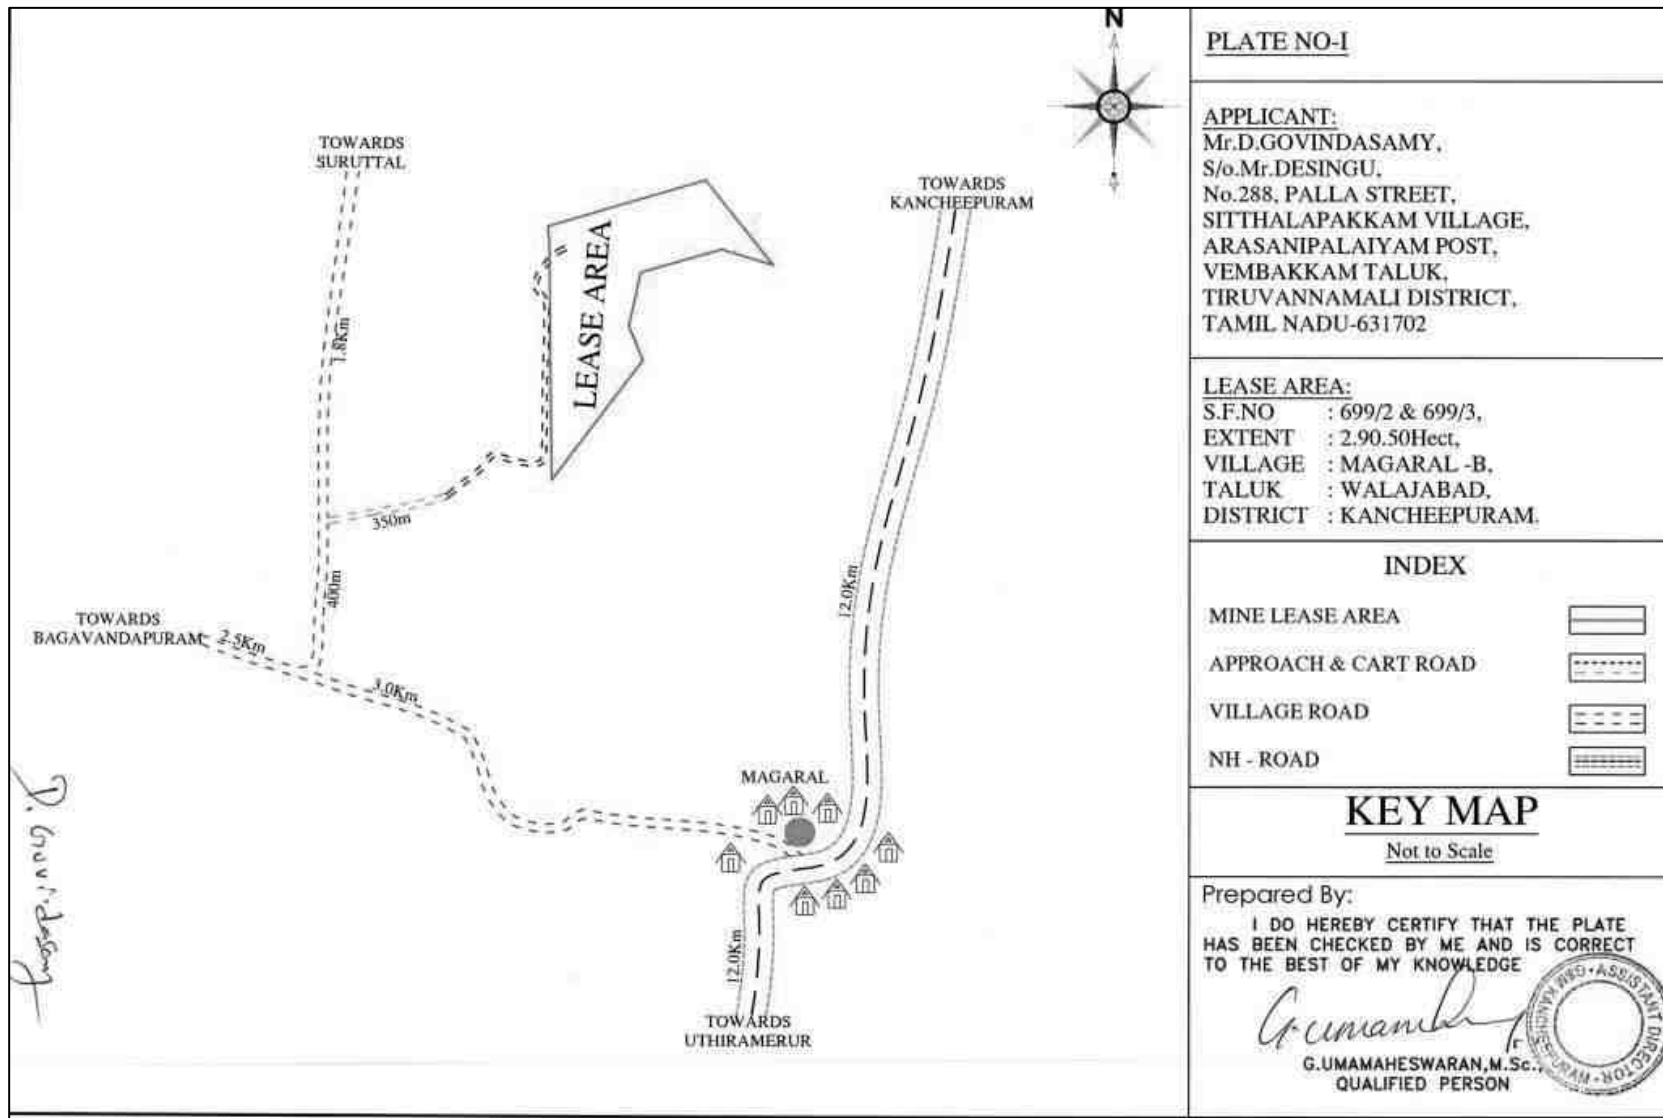 N
TOWARDS
SURUTTAL
TOWARDS
KANCHEEPURAM
LEASE AREA
1.8Km
350m
400m
12.0Km
TOWARDS
BAGAVANDAPURAM
2.5Km
3.0Km
MAGARAL
12.0Km
TOWARDS
UTHIRAMERUR
D. Govindasamy
PLATE NO-I
APPLICANT:
Mr.D.GOVINDASAMY,
S/o.Mr.DESINGU,
No.288, PALLA STREET,
SITTHALAPAKKAM VILLAGE,
ARASANIPALAIYAM POST,
VEMBAKKAM TALUK,
TIRUVANNAMALI DISTRICT,
TAMIL NADU-631702
LEASE AREA:
S.F.NO : 699/2 & 699/3,
EXTENT : 2.90.50Hect,
VILLAGE : MAGARAL -B,
TALUK : WALAJABAD,
DISTRICT : KANCHEEPURAM.
INDEX
MINE LEASE AREA
APPROACH & CART ROAD
VILLAGE ROAD
NH - ROAD
KEY MAP
Not to Scale
Prepared By:
I DO HEREBY CERTIFY THAT THE PLATE
HAS BEEN CHECKED BY ME AND IS CORRECT
TO THE BEST OF MY KNOWLEDGE
G.UMAMAHESWARAN,M.Sc.,
QUALIFIED PERSON
ASSISTANT DIRECTOR